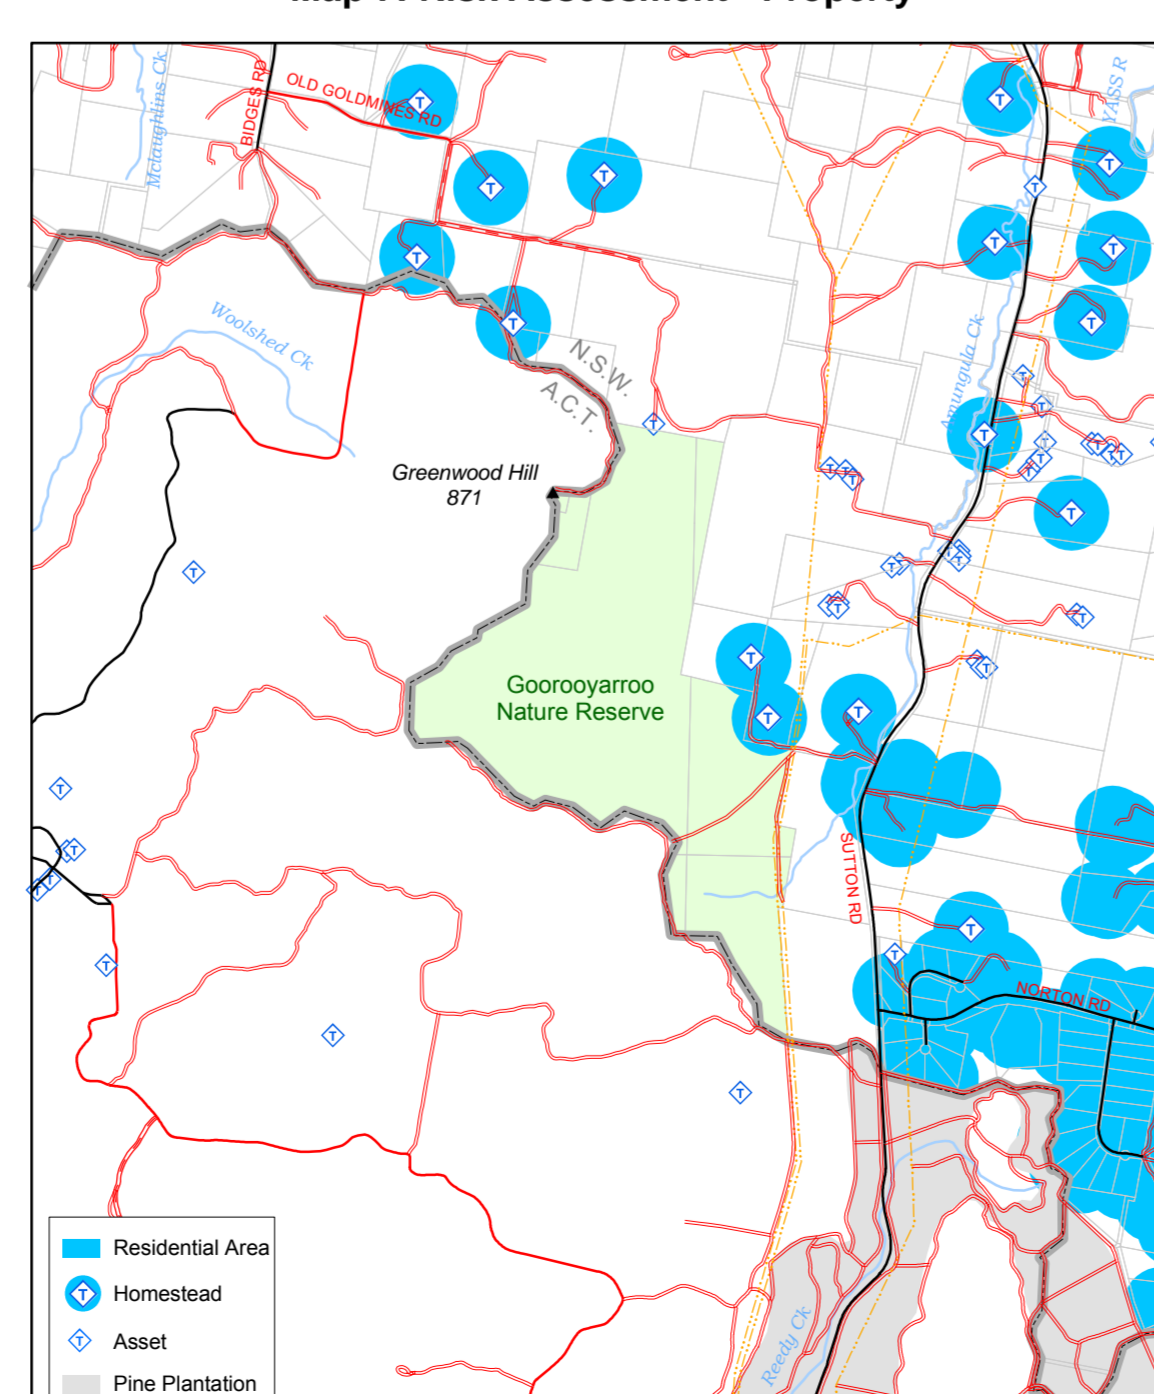 Mclaughlins Ck
BIDGES RD
OLD GOLDMINES RD
YASS R
Woolshed Ck
N.S.W.
A.C.T.
Amungula Ck
Greenwood Hill
871
Goorooyarroo
Nature Reserve
SUTTON RD
NORTON RD
Reedy Ck
Residential Area
Homestead
Asset
Pine Plantation